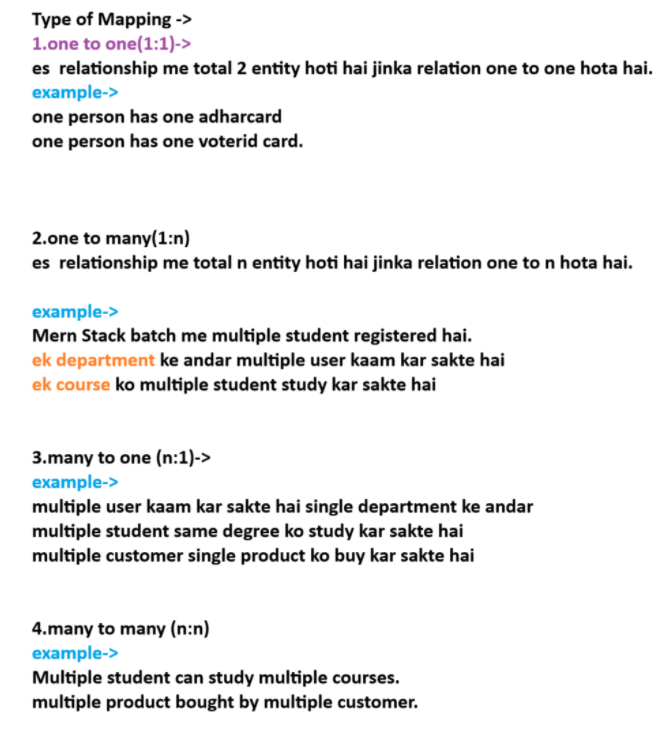 Type of Mapping ->
1.one to one(1:1)->
es  relationship me total 2 entity hoti hai jinka relation one to one hota hai.
example->
one person has one adharcard
one person has one voterid card.
2.one to many(1:n)
es  relationship me total n entity hoti hai jinka relation one to n hota hai.
example->
Mern Stack batch me multiple student registered hai.
ek department ke andar multiple user kaam kar sakte hai
ek course ko multiple student study kar sakte hai
3.many to one (n:1)->
example->
multiple user kaam kar sakte hai single department ke andar
multiple student same degree ko study kar sakte hai
multiple customer single product ko buy kar sakte hai
4.many to many (n:n)
example->
Multiple student can study multiple courses.
multiple product bought by multiple customer.